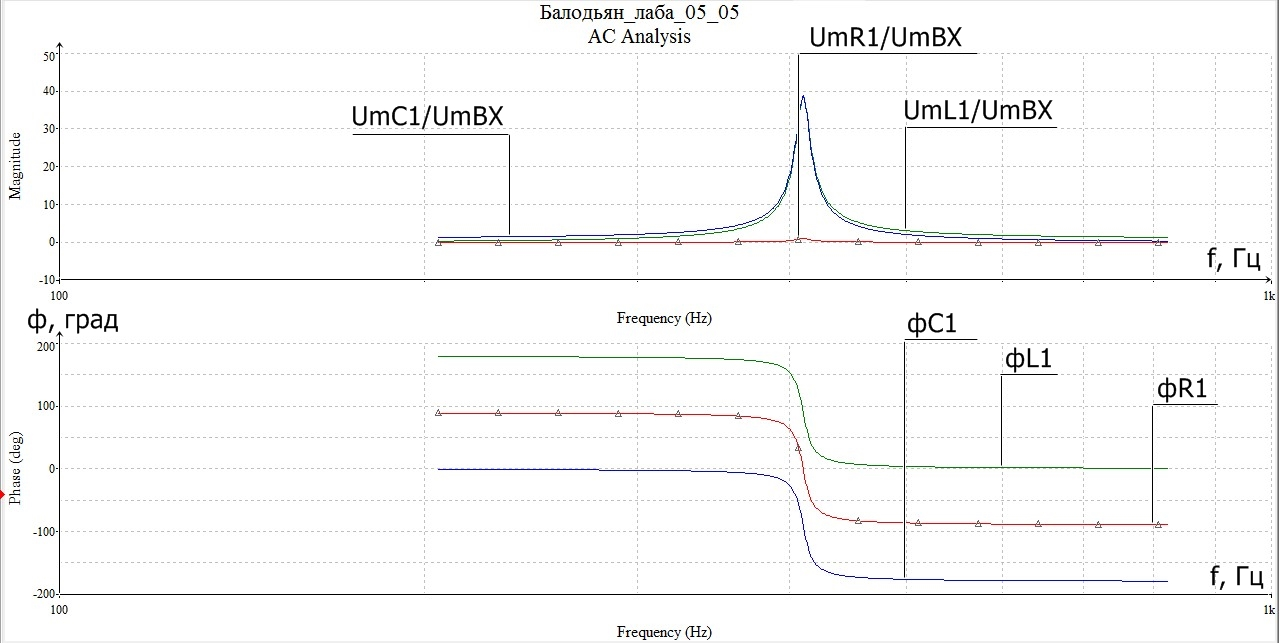 Балодьян_лаба_05_05
AC Analysis
UmR1/UmBX
UmC1/UmBX
UmL1/UmBX
Magnitude
50
40
30
20
10
0
-10
100
1k
f, Гц
Frequency (Hz)
ф, град
фC1
фL1
фR1
Phase (deg)
200
100
0
-100
-200
100
1k
f, Гц
Frequency (Hz)